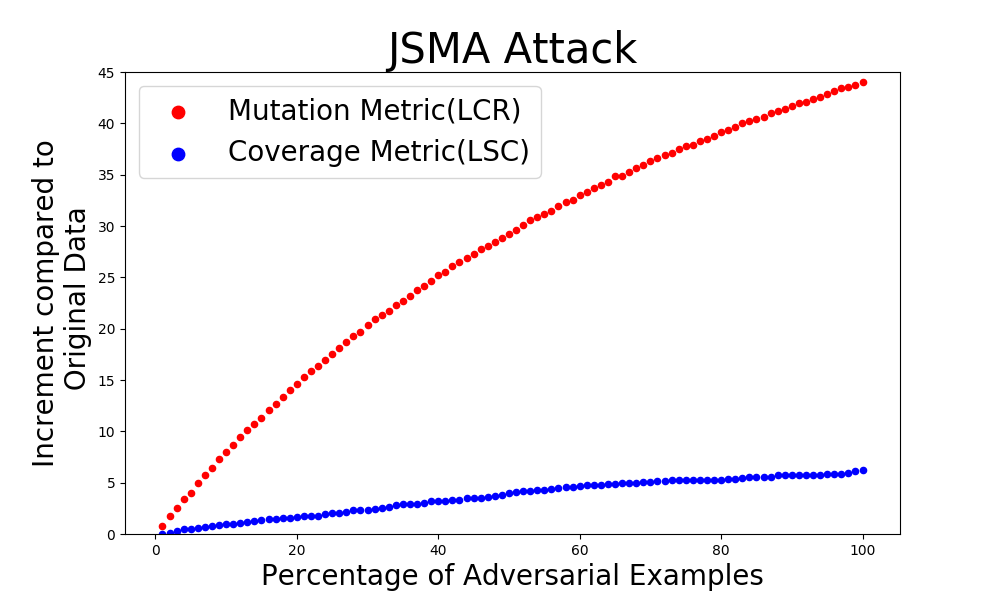 JSMA Attack
Mutation Metric(LCR)
Coverage Metric(LSC)
Increment compared to
Original Data
45
40
35
30
25
20
15
10
5
0
0 20 40 60 80 100
Percentage of Adversarial Examples